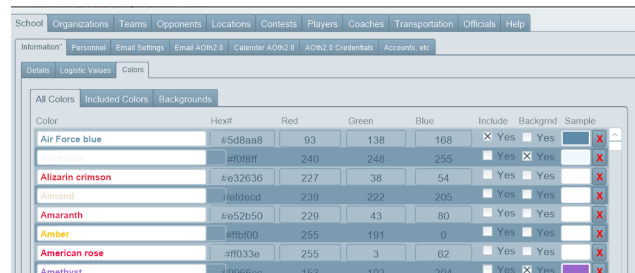 School Organizations Teams Opponents Locations Contests Players Coaches Transportation Officials Help
Information" Personnel Email Settings Email AOth2.0 Calender AOth2.0 AOth2.0 Credentials Accounts, etc
Details Logistic Values Colors
All Colors Included Colors Backgrounds
Color Hex# Red Green Blue Include Backgrnd Sample
Air Force blue #5d8aa8 93 138 168 Yes Yes X
#f0f8ff 240 248 255 Yes Yes X
Alizarin crimson #e32636 227 38 54 Yes Yes X
Almond #efdecd 239 222 205 Yes Yes X
Amaranth #e52b50 229 43 80 Yes Yes X
Amber #ffbf00 255 191 0 Yes Yes X
American rose #ff033e 255 3 62 Yes Yes X
Amethyst #9966cc 153 102 204 Yes Yes X